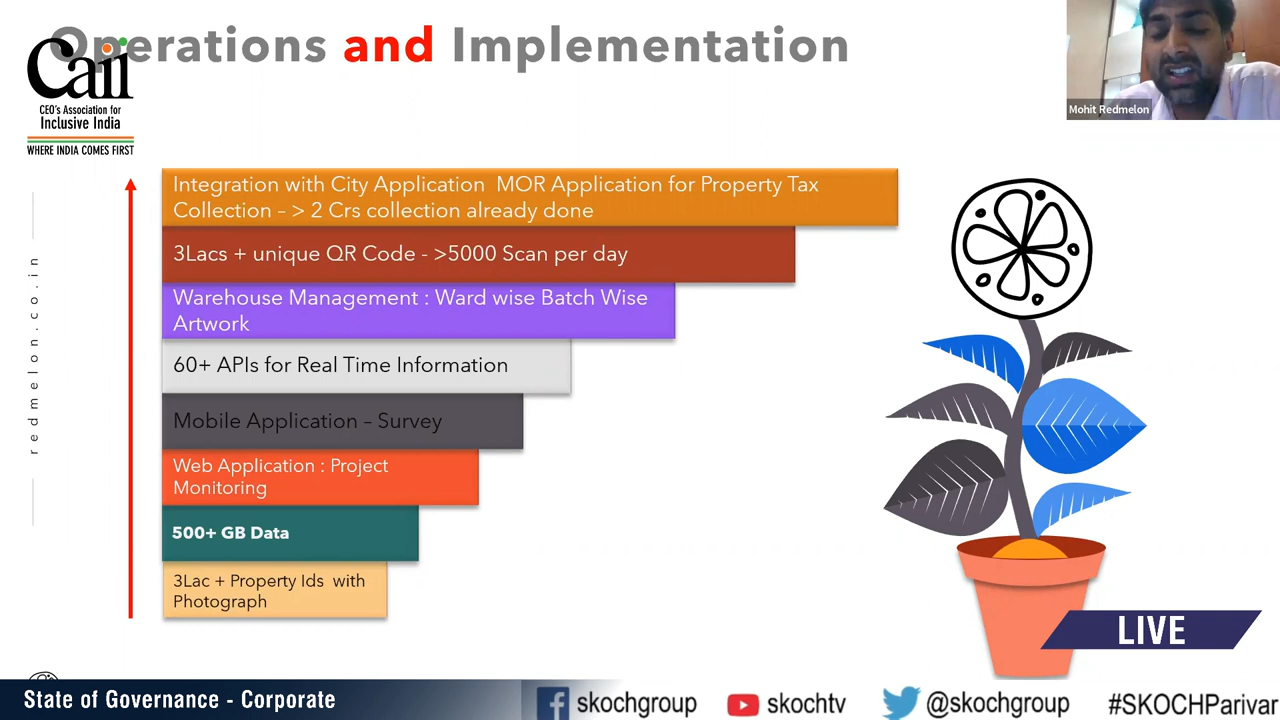 Operations and Implementation
Caii
CEO's Association for
Inclusive India
WHERE INDIA COMES FIRST
Mohit Redmelon
redmelon.co.in
Integration with City Application MOR Application for Property Tax
Collection – > 2 Crs collection already done
3Lacs + unique QR Code - >5000 Scan per day
Warehouse Management : Ward wise Batch Wise
Artwork
60+ APIs for Real Time Information
Mobile Application – Survey
Web Application : Project
Monitoring
500+ GB Data
3Lac + Property Ids with
Photograph
LIVE
State of Governance - Corporate
skochgroup
skochtv
@skochgroup
#SKOCHParivar